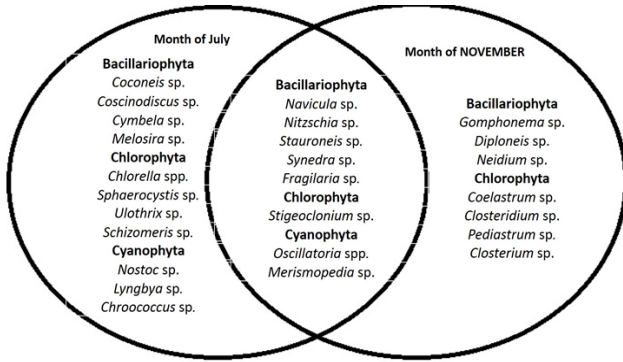 Month of July
Bacillariophyta
Coconeis sp.
Coscinodiscus sp.
Cymbela sp.
Melosira sp.
Chlorophyta
Chlorella spp.
Sphaerocystis sp.
Ulothrix sp.
Schizomeris sp.
Cyanophyta
Nostoc sp.
Lyngbya sp.
Chroococcus sp.
Bacillariophyta
Navicula sp.
Nitzschia sp.
Stauroneis sp.
Synedra sp.
Fragilaria sp.
Chlorophyta
Stigeoclonium sp.
Cyanophyta
Oscillatoria spp.
Merismopedia sp.
Month of NOVEMBER
Bacillariophyta
Gomphonema sp.
Diploneis sp.
Neidium sp.
Chlorophyta
Coelastrum sp.
Closteridium sp.
Pediastrum sp.
Closterium sp.